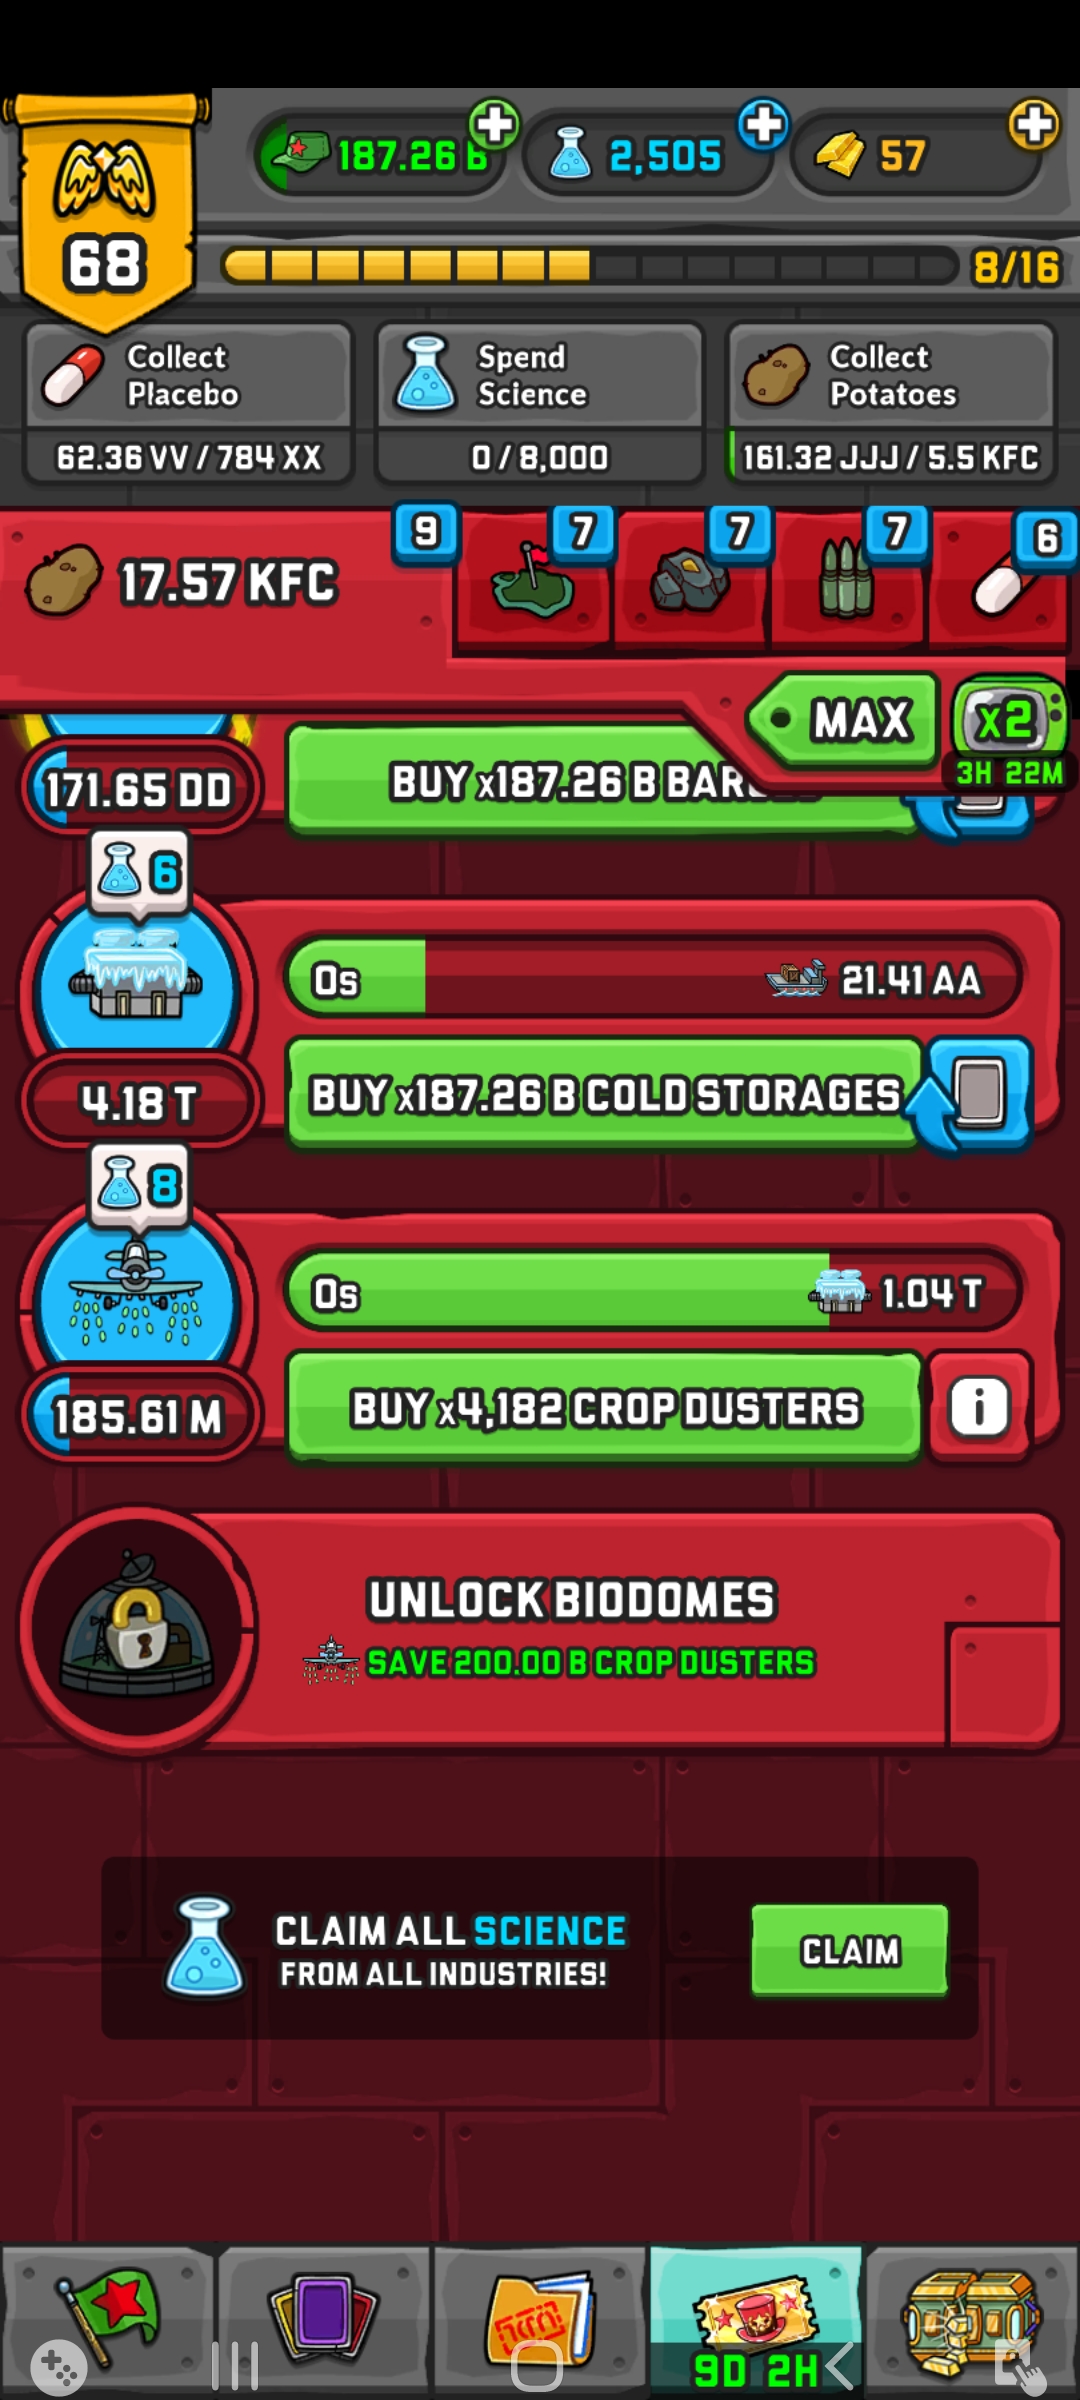 187.26 B
2,505
57
68
8/16
Collect
Placebo
62.36 VV / 784 XX
Spend
Science
0 / 8,000
Collect
Potatoes
161.32 JJJ / 5.5 KFC
17.57 KFC
9
7
7
7
6
MAX
x2
3H 22M
171.65 DD
BUY x187.26 B
6
0s
21.41 AA
4.18 T
BUY x187.26 B COLD STORAGES
8
0s
1.04 T
185.61 M
BUY x4,182 CROP DUSTERS
i
UNLOCK BIODOMES
SAVE 200.00 B CROP DUSTERS
CLAIM ALL SCIENCE
FROM ALL INDUSTRIES!
CLAIM
9D 2H